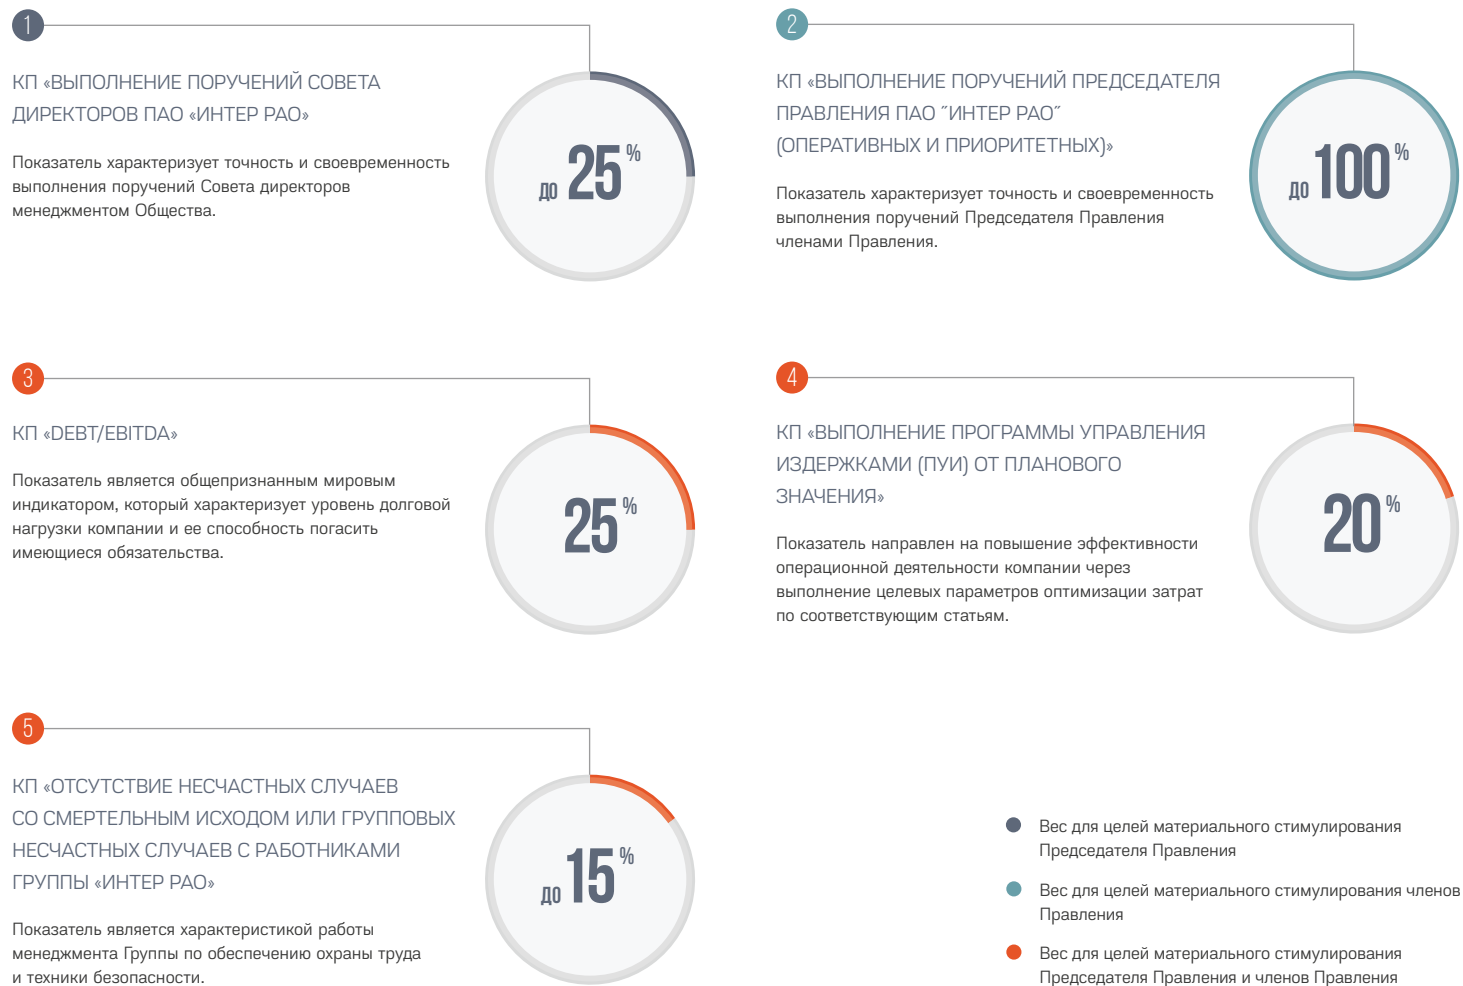 1
КП «ВЫПОЛНЕНИЕ ПОРУЧЕНИЙ СОВЕТА
ДИРЕКТОРОВ ПАО «ИНТЕР РАО»
Показатель характеризует точность и своевременность
выполнения поручений Совета директоров
менеджментом Общества.
ДО 25%
2
КП «ВЫПОЛНЕНИЕ ПОРУЧЕНИЙ ПРЕДСЕДАТЕЛЯ
ПРАВЛЕНИЯ ПАО ˝ИНТЕР РАО˝
(ОПЕРАТИВНЫХ И ПРИОРИТЕТНЫХ)»
Показатель характеризует точность и своевременность
выполнения поручений Председателя Правления
членами Правления.
ДО 100%
3
КП «DEBT/EBITDA»
Показатель является общепризнанным мировым
индикатором, который характеризует уровень долговой
нагрузки компании и ее способность погасить
имеющиеся обязательства.
25%
4
КП «ВЫПОЛНЕНИЕ ПРОГРАММЫ УПРАВЛЕНИЯ
ИЗДЕРЖКАМИ (ПУИ) ОТ ПЛАНОВОГО
ЗНАЧЕНИЯ»
Показатель направлен на повышение эффективности
операционной деятельности компании через
выполнение целевых параметров оптимизации затрат
по соответствующим статьям.
20%
5
КП «ОТСУТСТВИЕ НЕСЧАСТНЫХ СЛУЧАЕВ
СО СМЕРТЕЛЬНЫМ ИСХОДОМ ИЛИ ГРУППОВЫХ
НЕСЧАСТНЫХ СЛУЧАЕВ С РАБОТНИКАМИ
ГРУППЫ «ИНТЕР РАО»
Показатель является характеристикой работы
менеджмента Группы по обеспечению охраны труда
и техники безопасности.
ДО 15%
Вес для целей материального стимулирования
Председателя Правления
Вес для целей материального стимулирования членов
Правления
Вес для целей материального стимулирования
Председателя Правления и членов Правления